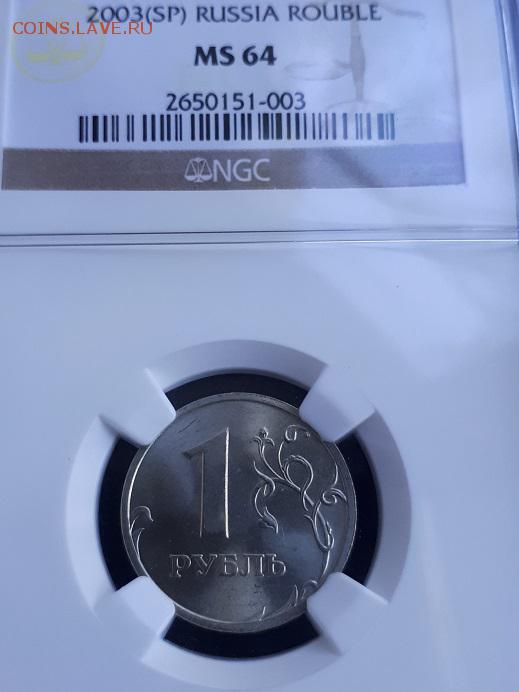 COINS.LAVE.RU
2003(SP) RUSSIA ROUBLE
MS 64
2650151-003
NGC
1
РУБЛЬ